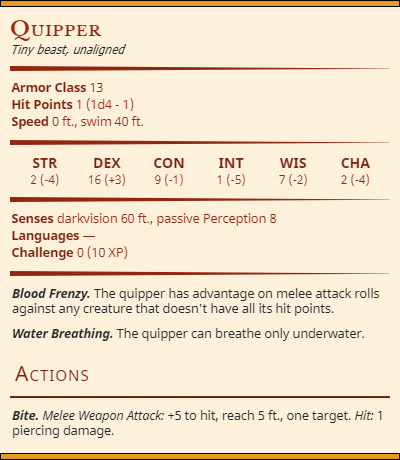 Quipper
Tiny beast, unaligned
Armor Class 13
Hit Points 1 (1d4 - 1)
Speed 0 ft., swim 40 ft.
STR DEX CON INT WIS CHA
2 (-4) 16 (+3) 9 (-1) 1 (-5) 7 (-2) 2 (-4)
Senses darkvision 60 ft., passive Perception 8
Languages —
Challenge 0 (10 XP)
Blood Frenzy. The quipper has advantage on melee attack rolls
against any creature that doesn't have all its hit points.
Water Breathing. The quipper can breathe only underwater.
Actions
Bite. Melee Weapon Attack: +5 to hit, reach 5 ft., one target. Hit: 1
piercing damage.